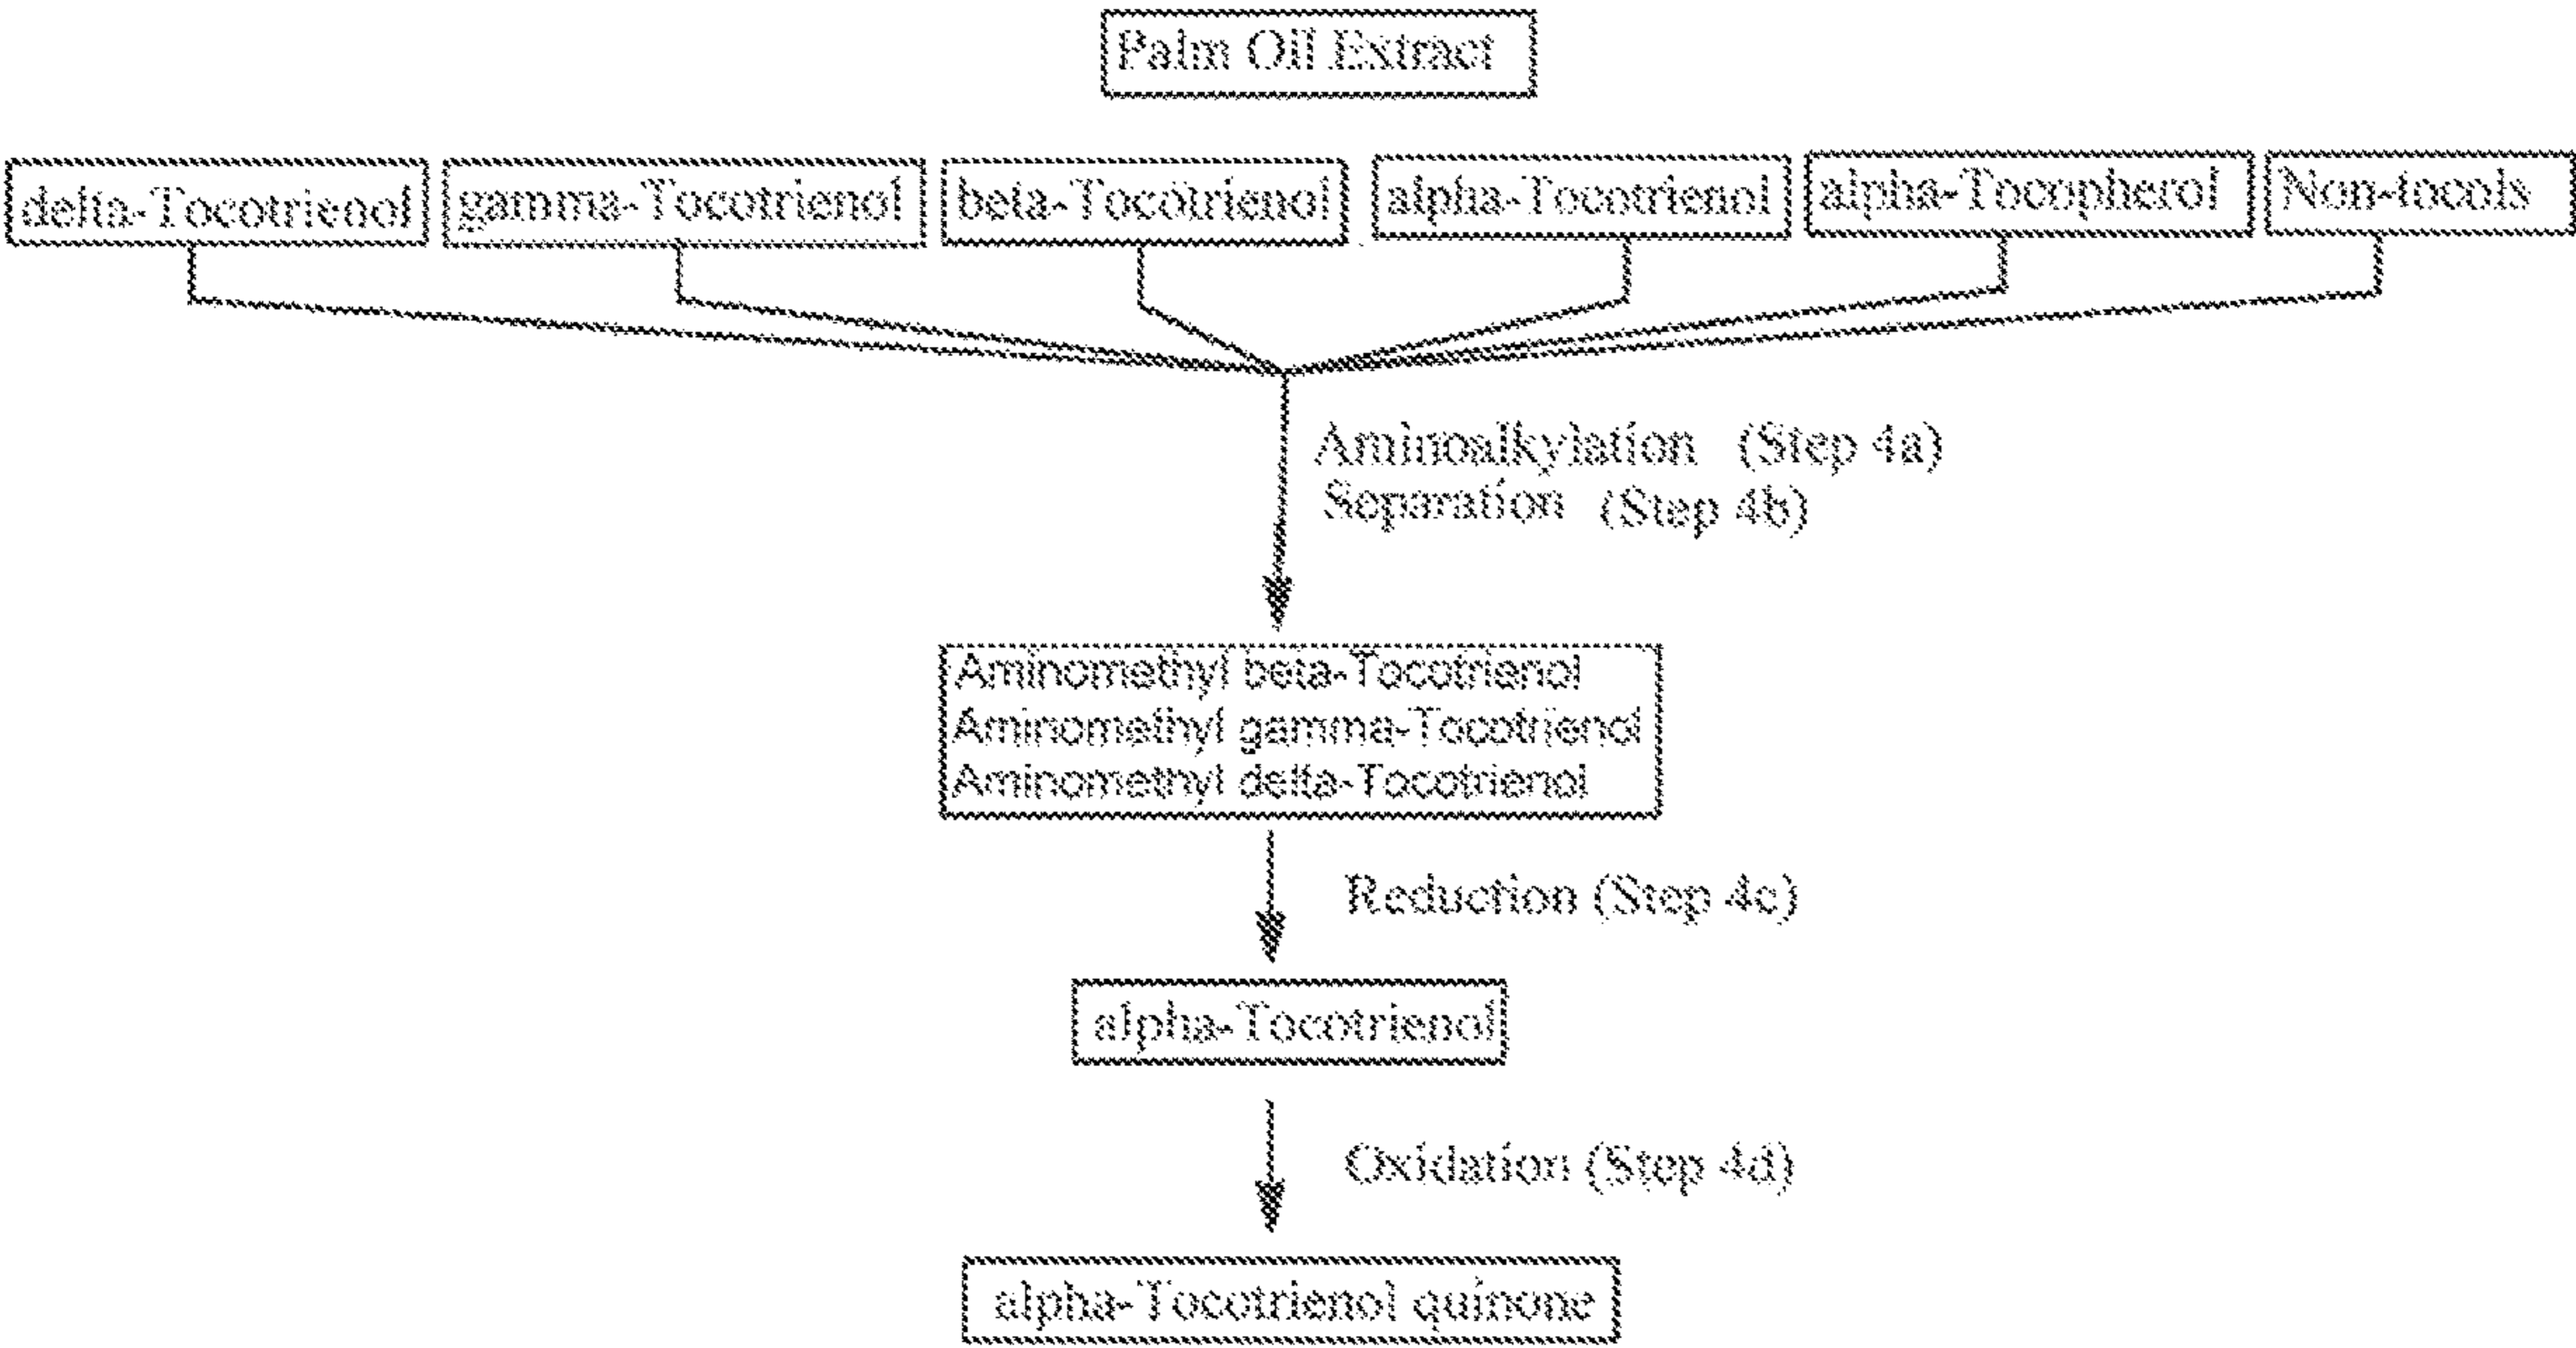 Palm Oil Extract
delta-Tocotrienol
gamma-Tocotrienol
beta-Tocotrienol
alpha-Tocotrienol
alpha-Tocopherol
Non-tocols
Aminoalkylation (Step 4a)
Separation (Step 4b)
Aminomethyl beta-Tocotrienol
Aminomethyl gamma-Tocotrienol
Aminomethyl delta-Tocotrienol
Reduction (Step 4c)
alpha-Tocotrienol
Oxidation (Step 4d)
alpha-Tocotrienol quinone